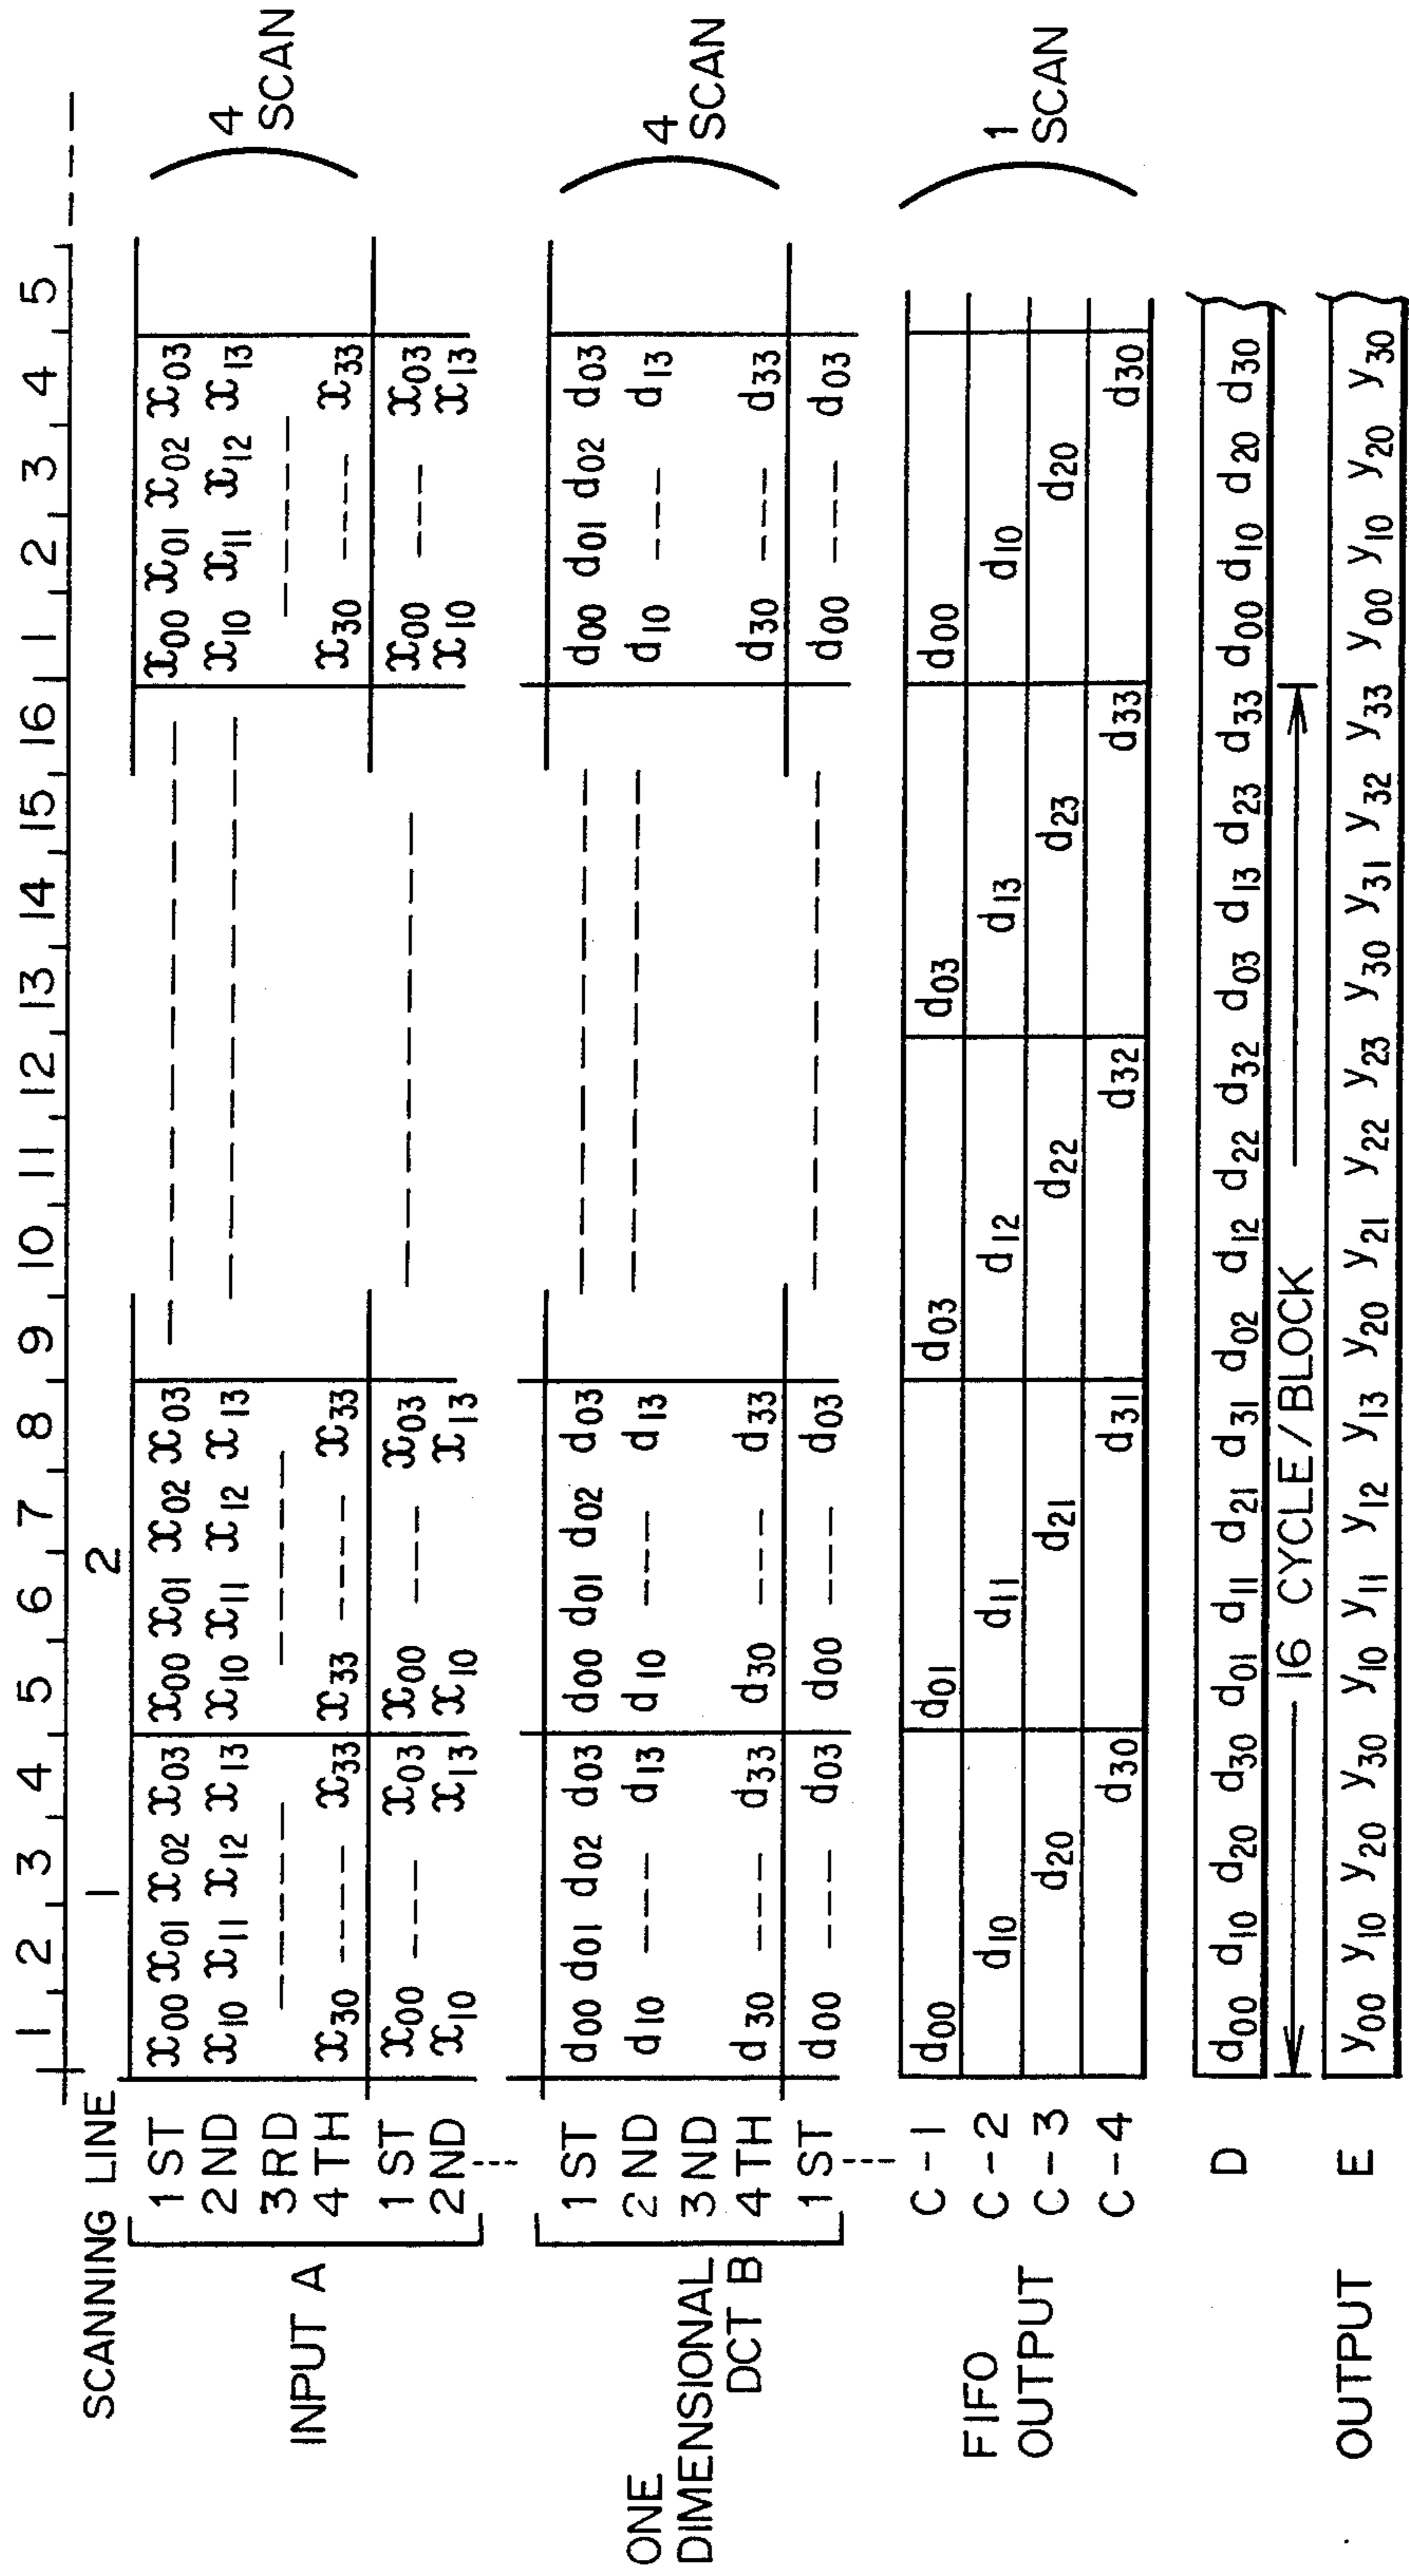 1 2 3 4 5 6 7 8 9 10 11 12 13 14 15 16 1 2 3 4 5
SCANNING LINE 1 2
INPUT A
1ST x00 x01 x02 x03 x00 x01 x02 x03 x00 x01 x02 x03
2ND x10 x11 x12 x13 x10 x11 x12 x13 x10 x11 x12 x13
3RD
4TH x30 x33 x33 x33 x30 x33
1ST x00 x03 x00 x03 x00 x03
2ND x10 x13 x10 x13 x10 x13
4 SCAN
ONE DIMENSIONAL DCT B
1ST d00 d01 d02 d03 d00 d01 d02 d03 d00 d01 d02 d03
2ND d10 d13 d10 d13 d10 d13
3ND
4TH d30 d33 d30 d33 d30 d33
1ST d00 d03 d00 d03 d00 d03
4 SCAN
FIFO OUTPUT
C-1 d00 d01 d03 d03 d00
C-2 d10 d11 d12 d13 d10
C-3 d20 d21 d22 d23 d20
C-4 d30 d31 d32 d33 d30
1 SCAN
D d00 d10 d20 d30 d01 d11 d21 d31 d02 d12 d22 d32 d03 d13 d23 d33 d00 d10 d20 d30
16 CYCLE/BLOCK
OUTPUT E y00 y10 y20 y30 y10 y11 y12 y13 y20 y21 y22 y23 y30 y31 y32 y33 y00 y10 y20 y30